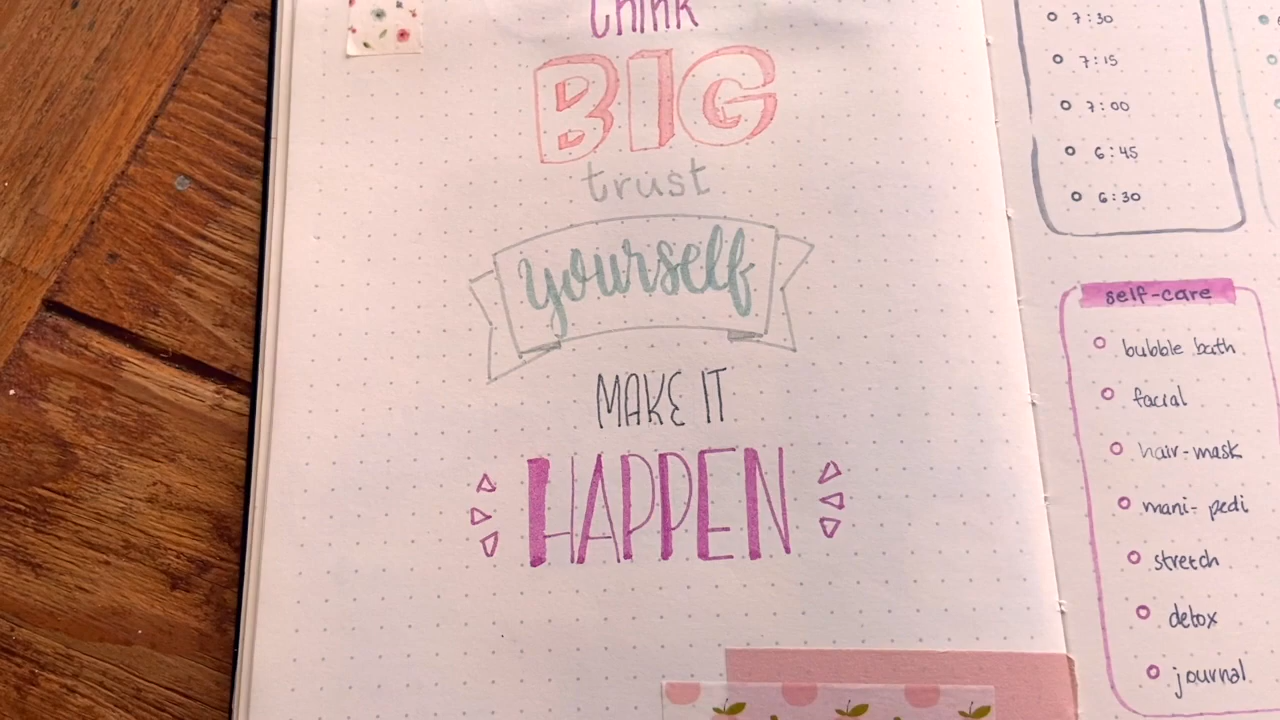 think
BIG
trust
yourself
MAKE IT
HAPPEN
7:30
7:15
7:00
6:45
6:30
self-care
bubble bath
facial
hair-mask
mani-pedi
stretch
detox
journal